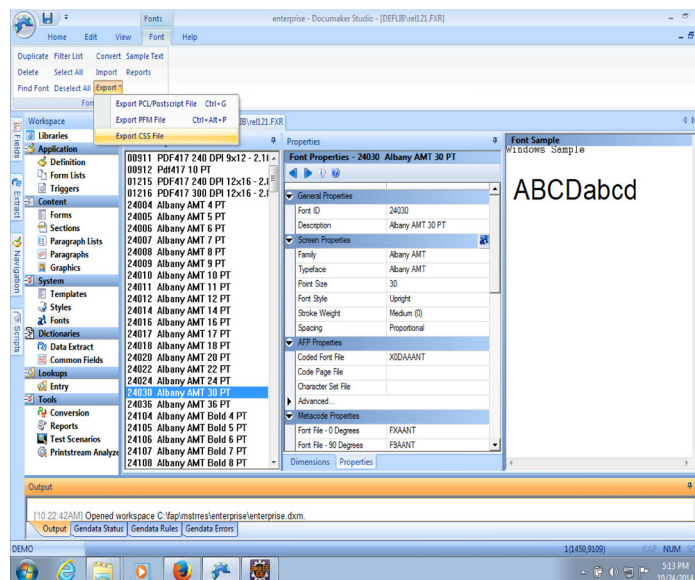 Fonts
enterprise - Documaker Studio - [DEFLIB\rel121.FXR]
Home Edit View Font Help
Duplicate Filter List Convert Sample Text
Delete Select All Import Reports
Find Font Deselect All Export
Fon
Export PCL/Postscript File Ctrl+G
Export PFM File Ctrl+Alt+P
Export CSS File
Workspace
IB\rel121.FXR
Fields
Extract
Navigation
Scripts
Libraries
Application
Definition
Form Lists
Triggers
Content
Forms
Sections
Paragraph Lists
Paragraphs
Graphics
System
Templates
Styles
Fonts
Dictionaries
Data Extract
Common Fields
Lookups
Entry
Tools
Conversion
Reports
Test Scenarios
Printstream Analyze
00911 PDF417 240 DPI 9x12 - 2.1
00912 Pdf417 10 PT
01215 PDF417 240 DPI 12x16 - 2.
01216 PDF417 300 DPI 12x16 - 2.
24004 Albany AMT 4 PT
24005 Albany AMT 5 PT
24006 Albany AMT 6 PT
24007 Albany AMT 7 PT
24008 Albany AMT 8 PT
24009 Albany AMT 9 PT
24010 Albany AMT 10 PT
24011 Albany AMT 11 PT
24012 Albany AMT 12 PT
24014 Albany AMT 14 PT
24016 Albany AMT 16 PT
24017 Albany AMT 17 PT
24018 Albany AMT 18 PT
24020 Albany AMT 20 PT
24022 Albany AMT 22 PT
24024 Albany AMT 24 PT
24030 Albany AMT 30 PT
24036 Albany AMT 36 PT
24104 Albany AMT Bold 4 PT
24105 Albany AMT Bold 5 PT
24106 Albany AMT Bold 6 PT
24107 Albany AMT Bold 7 PT
24108 Albany AMT Bold 8 PT
Properties
Font Properties - 24030 Albany AMT 30 PT
General Properties
Font ID 24030
Description Albany AMT 30 PT
Screen Properties
Family Albany AMT
Typeface Albany AMT
Point Size 30
Font Style Upright
Stroke Weight Medium (0)
Spacing Proportional
AFP Properties
Coded Font File X0DAAANT
Code Page File
Character Set File
Advanced...
Metacode Properties
Font File - 0 Degrees FXAANT
Font File - 90 Degrees F9AANT
Dimensions Properties
Font Sample
Windows Sample
ABCDabcd
Output
[10:22:42AM] Opened workspace C:\fap\mstrres\enterprise\enterprise.dxm.
Output Gendata Status Gendata Rules Gendata Errors
DEMO
1(1450,9109) CAP NUM
5:13 PM